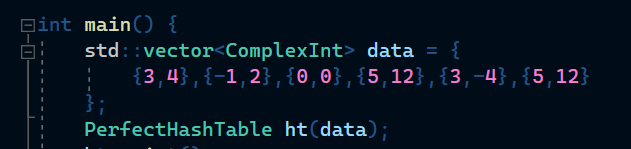 int main() {
std::vector<ComplexInt> data = {
{3,4},{-1,2},{0,0},{5,12},{3,-4},{5,12}
};
PerfectHashTable ht(data);